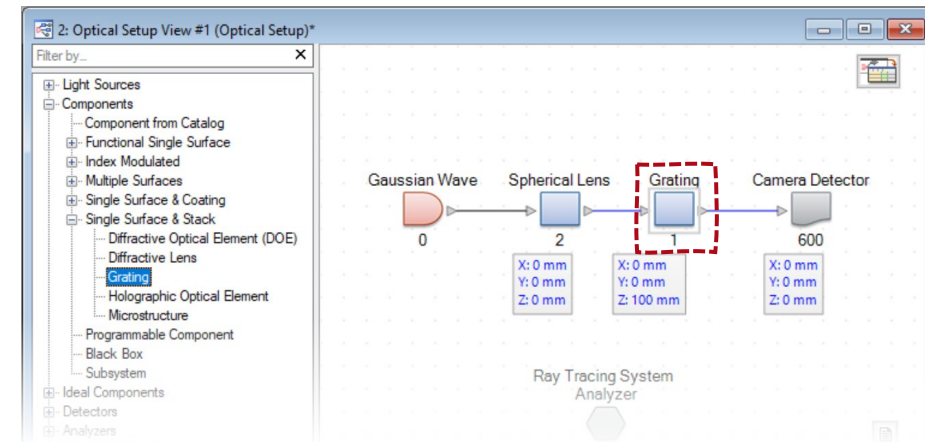 2: Optical Setup View #1 (Optical Setup)*
Filter by...
Light Sources
Components
Component from Catalog
Functional Single Surface
Index Modulated
Multiple Surfaces
Single Surface & Coating
Single Surface & Stack
Diffractive Optical Element (DOE)
Diffractive Lens
Grating
Holographic Optical Element
Microstructure
Programmable Component
Black Box
Subsystem
Ideal Components
Detectors
Analyzers
Gaussian Wave Spherical Lens Grating Camera Detector
0 2 1 600
X: 0 mm X: 0 mm X: 0 mm
Y: 0 mm Y: 0 mm Y: 0 mm
Z: 0 mm Z: 100 mm Z: 0 mm
Ray Tracing System
Analyzer